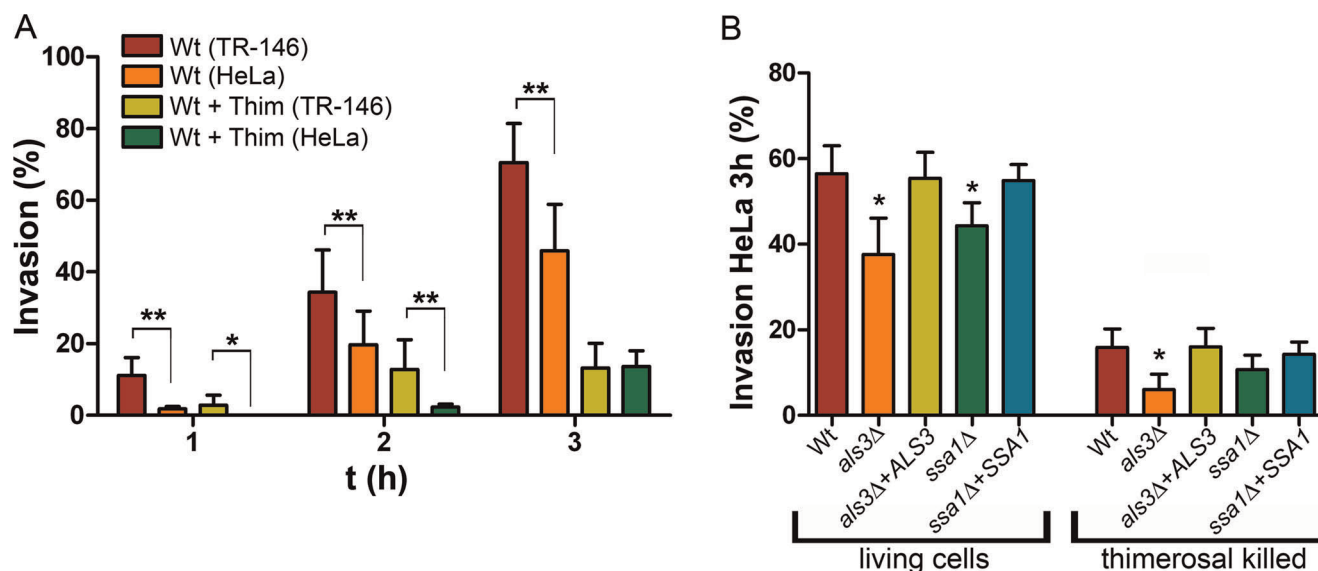 A
Wt (TR-146)
Wt (HeLa)
Wt + Thim (TR-146)
Wt + Thim (HeLa)
Invasion (%)
100
80
60
40
20
0
**
*
**
**
**
1
2
3
t (h)
B
Invasion HeLa 3h (%)
80
60
40
20
0
*
*
*
Wt
als3Δ
als3Δ+ALS3
ssa1Δ
ssa1Δ+SSA1
Wt
als3Δ
als3Δ+ALS3
ssa1Δ
ssa1Δ+SSA1
living cells
thimerosal killed